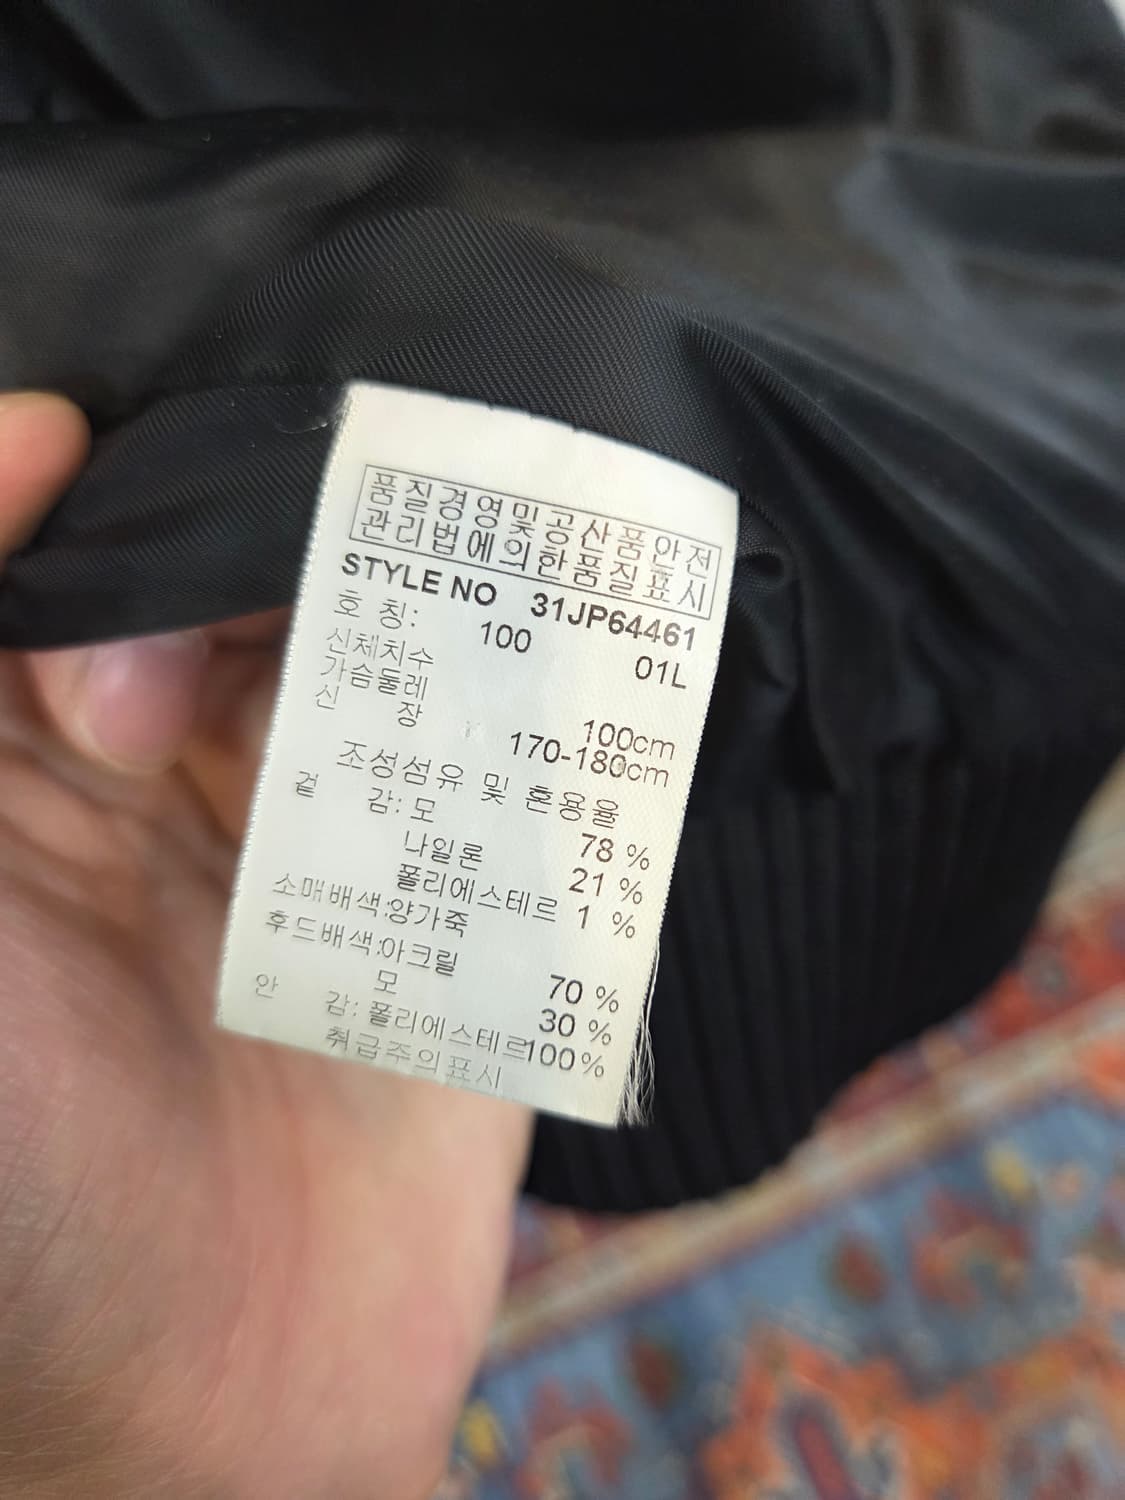 품질경영및공산품안전
관리법에의한품질표시
STYLE NO 31JP64461
호 칭: 100 01L
신체치수
가슴둘레 100cm
신 장 170-180cm
조성섬유 및 혼용율
겉 감: 모 78 %
나일론 21 %
폴리에스테르 1 %
소매배색:양가죽
후드배색:아크릴 70 %
모 30 %
안 감: 폴리에스테르100%
취급주의표시